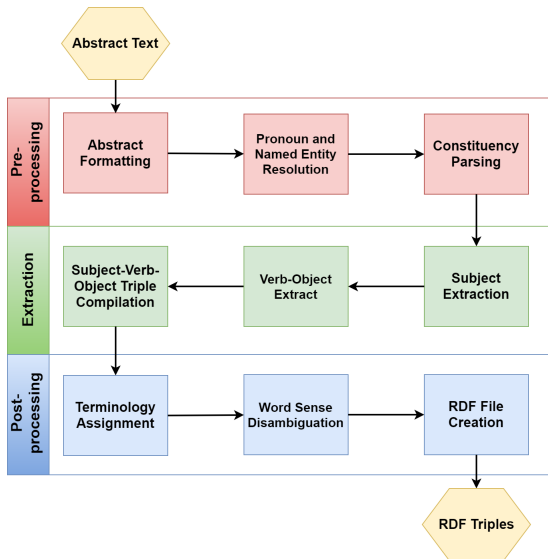 Abstract Text
Pre-
processing
Abstract
Formatting
Pronoun and
Named Entity
Resolution
Constituency
Parsing
Extraction
Subject-Verb-
Object Triple
Compilation
Verb-Object
Extract
Subject
Extraction
Post-
processing
Terminology
Assignment
Word Sense
Disambiguation
RDF File
Creation
RDF Triples